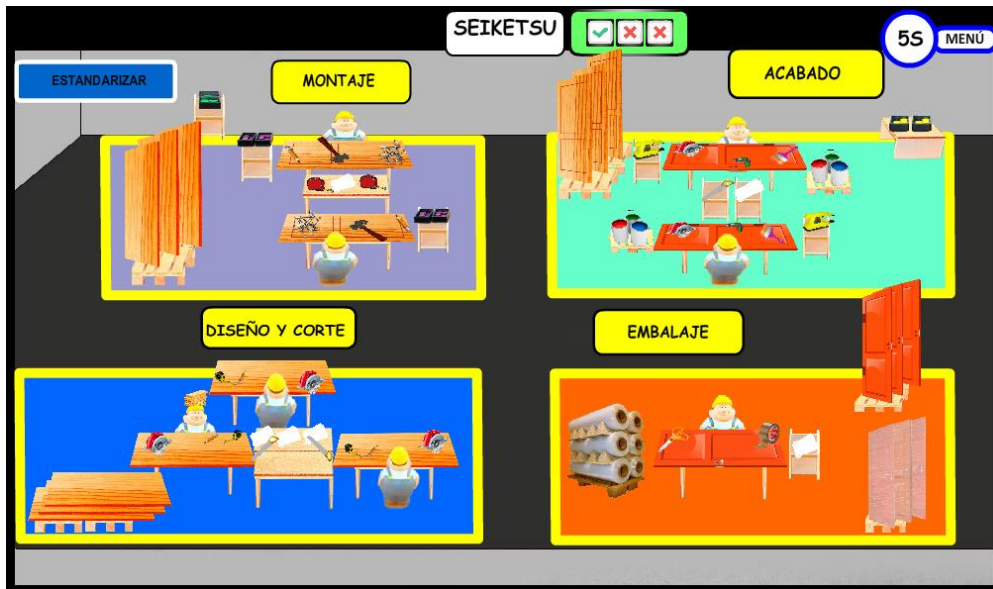 SEIKETSU
5S
MENÚ
ESTANDARIZAR
MONTAJE
ACABADO
DISEÑO Y CORTE
EMBALAJE